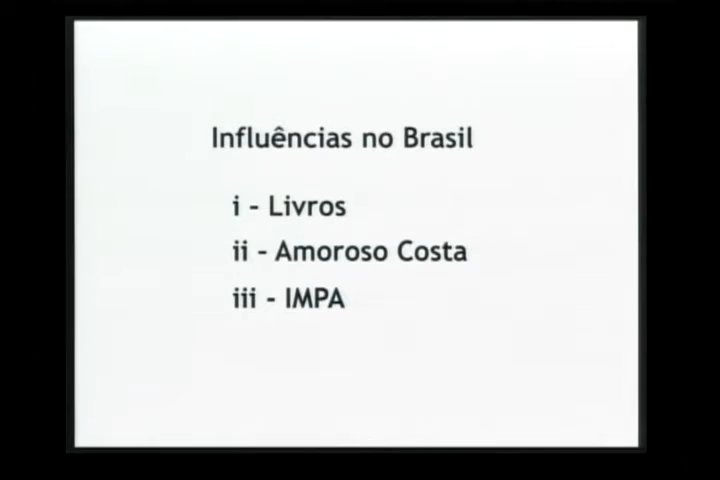 Influências no Brasil
i - Livros
ii - Amoroso Costa
iii - IMPA